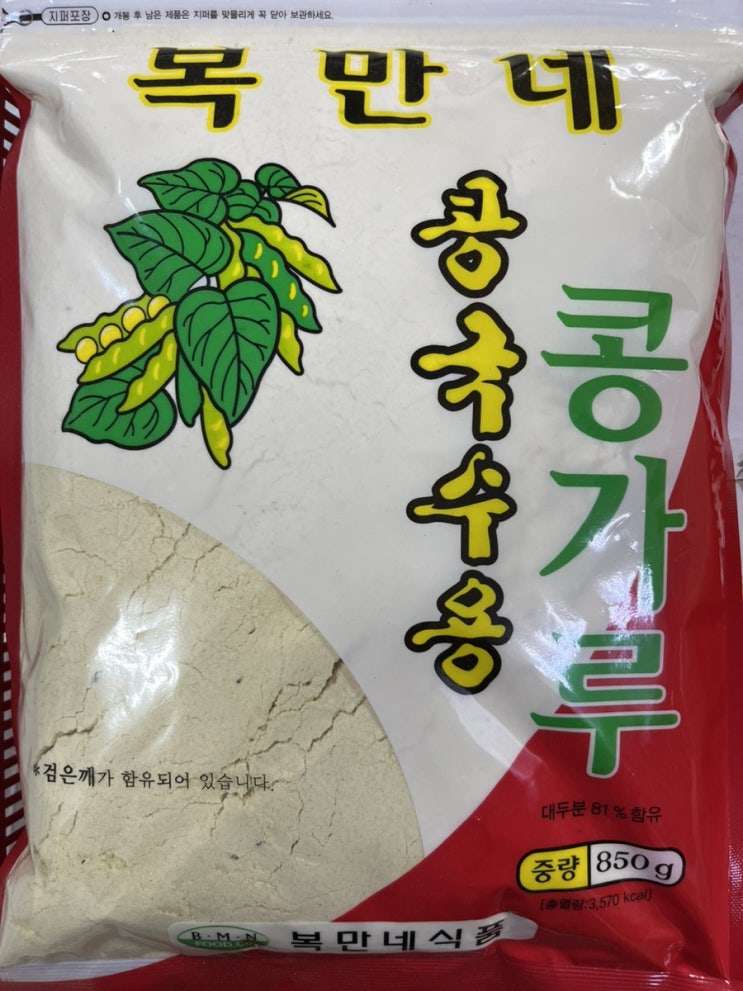 지퍼포장 개봉 후 남은 제품은 지퍼를 맞물리게 꼭 닫아 보관하세요.
복만네
콩국수용
콩가루
*검은깨가 함유되어 있습니다.
대두분 81% 함유
중량 850g
[총열량:3,570 kcal]
B·M·N
FOOD.CO
복만네식품